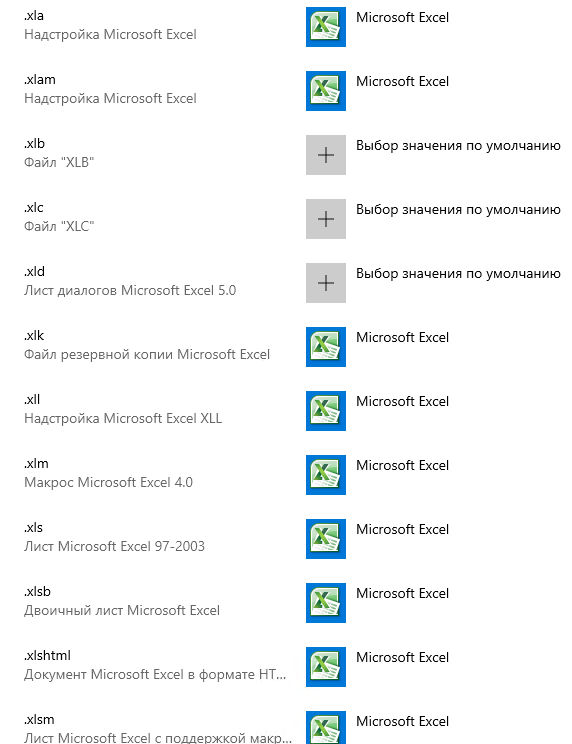 .xla
Microsoft Excel
Надстройка Microsoft Excel
.xlam
Microsoft Excel
Надстройка Microsoft Excel
.xlb
Выбор значения по умолчанию
Файл "XLB"
.xlc
Выбор значения по умолчанию
Файл "XLC"
.xld
Выбор значения по умолчанию
Лист диалогов Microsoft Excel 5.0
.xlk
Microsoft Excel
Файл резервной копии Microsoft Excel
.xll
Microsoft Excel
Надстройка Microsoft Excel XLL
.xlm
Microsoft Excel
Макрос Microsoft Excel 4.0
.xls
Microsoft Excel
Лист Microsoft Excel 97-2003
.xlsb
Microsoft Excel
Двоичный лист Microsoft Excel
.xlshtml
Microsoft Excel
Документ Microsoft Excel в формате HT...
.xlsm
Microsoft Excel
Лист Microsoft Excel с поддержкой макр...